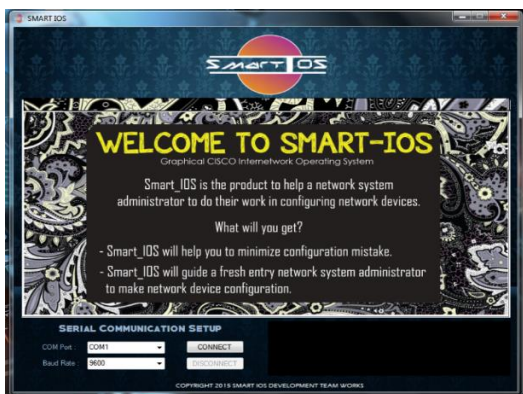 SMART IOS
SMART IOS
WELCOME TO SMART-IOS
Graphical CISCO Internetwork Operating System
Smart_IOS is the product to help a network system
administrator to do their work in configuring network devices.
What will you get?
- Smart_IOS will help you to minimize configuration mistake.
- Smart_IOS will guide a fresh entry network system administrator
to make network device configuration.
SERIAL COMMUNICATION SETUP
COM Port : COM1 CONNECT
Baud Rate : 9600 DISCONNECT
COPYRIGHT 2015 SMART IOS DEVELOPMENT TEAM WORKS